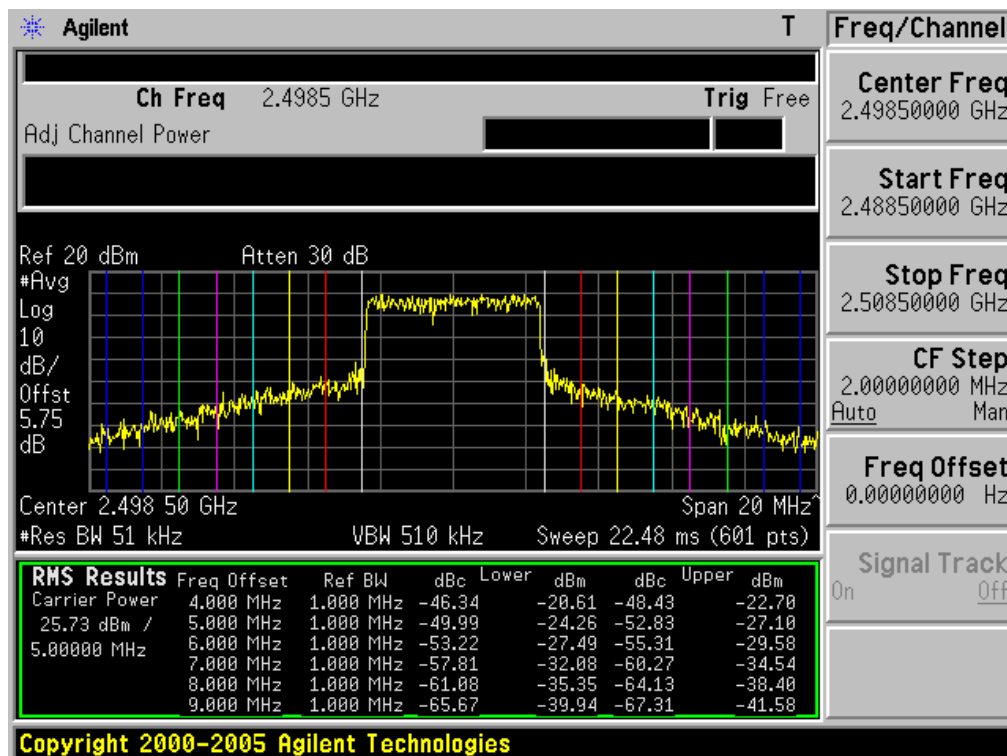 Agilent T
Freq/Channel
Ch Freq 2.4985 GHz Trig Free
Adj Channel Power
Center Freq
2.49850000 GHz
Start Freq
2.48850000 GHz
Stop Freq
2.50850000 GHz
CF Step
2.00000000 MHz
Auto Man
Freq Offset
0.00000000 Hz
Signal Track
On Off
Ref 20 dBm Atten 30 dB
#Avg
Log
10
dB/
Offst
5.75
dB
Center 2.498 50 GHz Span 20 MHz^
#Res BW 51 kHz VBW 510 kHz Sweep 22.48 ms (601 pts)
RMS Results Freq Offset Ref BW dBc Lower dBm dBc Upper dBm
Carrier Power 4.000 MHz 1.000 MHz -46.34 -20.61 -48.43 -22.70
25.73 dBm / 5.000 MHz 1.000 MHz -49.99 -24.26 -52.83 -27.10
5.00000 MHz 6.000 MHz 1.000 MHz -53.22 -27.49 -55.31 -29.58
7.000 MHz 1.000 MHz -57.81 -32.08 -60.27 -34.54
8.000 MHz 1.000 MHz -61.08 -35.35 -64.13 -38.40
9.000 MHz 1.000 MHz -65.67 -39.94 -67.31 -41.58
Copyright 2000-2005 Agilent Technologies